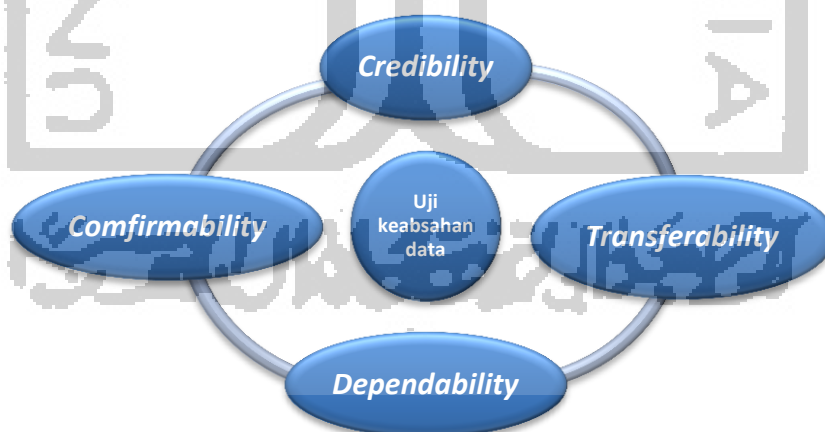 Credibility
Comfirmability
Uji
keabsahan
data
Transferability
Dependability